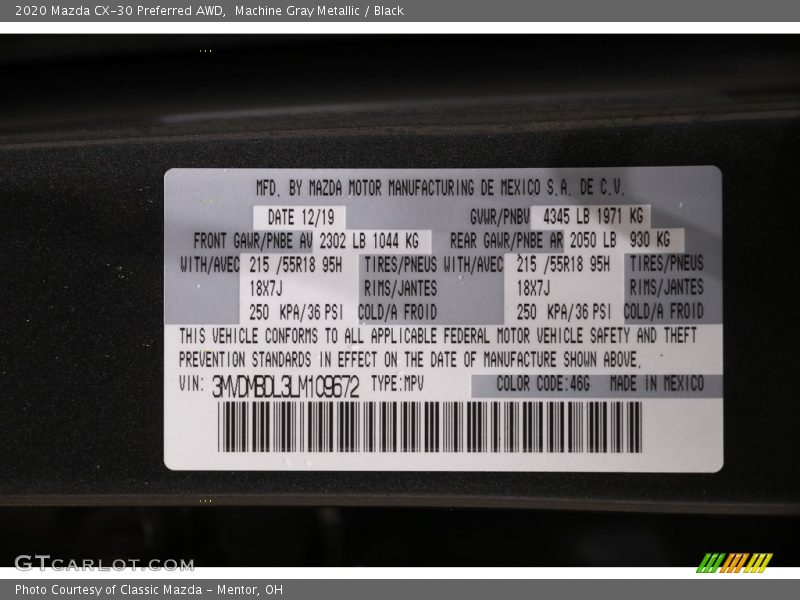 2020 Mazda CX-30 Preferred AWD,  Machine Gray Metallic / Black
MFD. BY MAZDA MOTOR MANUFACTURING DE MEXICO S.A. DE C.V.
DATE 12/19 GVWR/PNBV 4345 LB 1971 KG
FRONT GAWR/PNBE AV 2302 LB 1044 KG REAR GAWR/PNBE AR 2050 LB 930 KG
WITH/AVEC 215 /55R18 95H TIRES/PNEUS WITH/AVEC 215 /55R18 95H TIRES/PNEUS
18X7J RIMS/JANTES 18X7J RIMS/JANTES
250 KPA/36 PSI COLD/A FROID 250 KPA/36 PSI COLD/A FROID
THIS VEHICLE CONFORMS TO ALL APPLICABLE FEDERAL MOTOR VEHICLE SAFETY AND THEFT
PREVENTION STANDARDS IN EFFECT ON THE DATE OF MANUFACTURE SHOWN ABOVE.
VIN: 3MVDMBDL3LM109672 TYPE:MPV COLOR CODE:46G MADE IN MEXICO
GTCARLOT.COM
Photo Courtesy of Classic Mazda - Mentor, OH